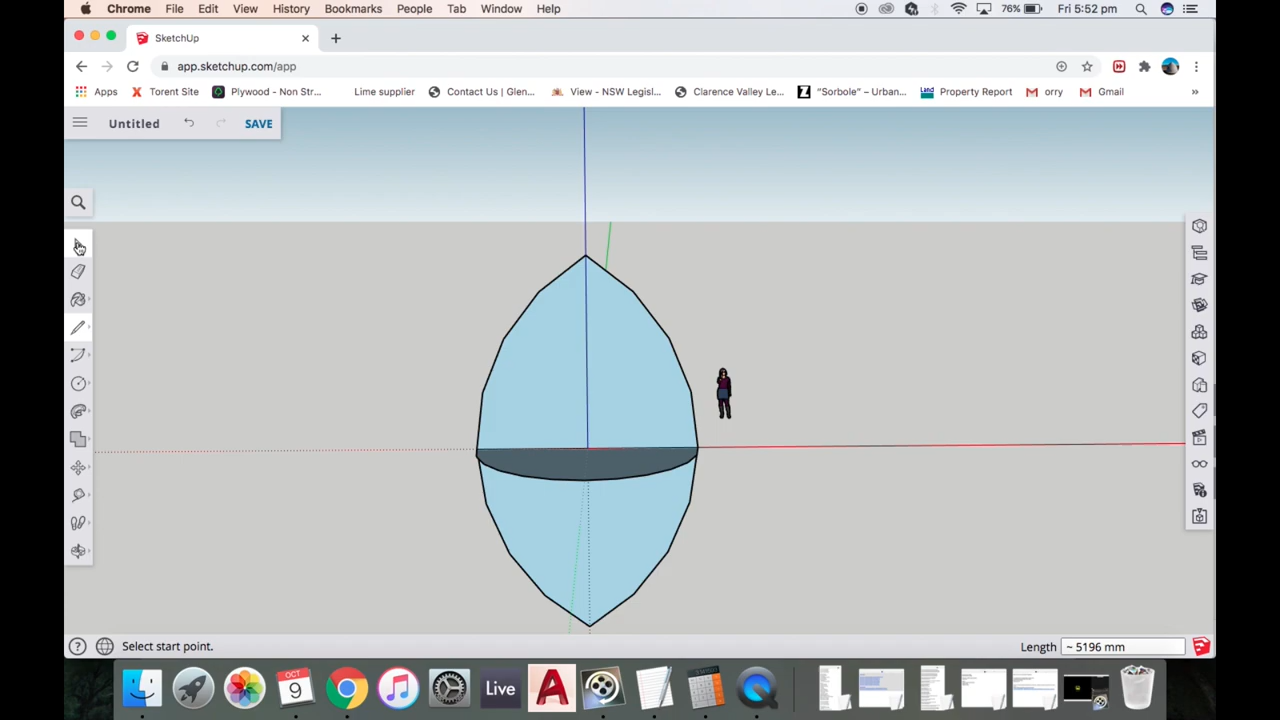 Chrome File Edit View History Bookmarks People Tab Window Help 76% Fri 5:52 pm
SketchUp
app.sketchup.com/app
Apps Torent Site Plywood - Non Str... Lime supplier Contact Us | Glen... View - NSW Legisl... Clarence Valley Le... "Sorbole" – Urban... Property Report orry Gmail »
Untitled SAVE
Select start point. Length ~ 5196 mm
OCT
9
Live